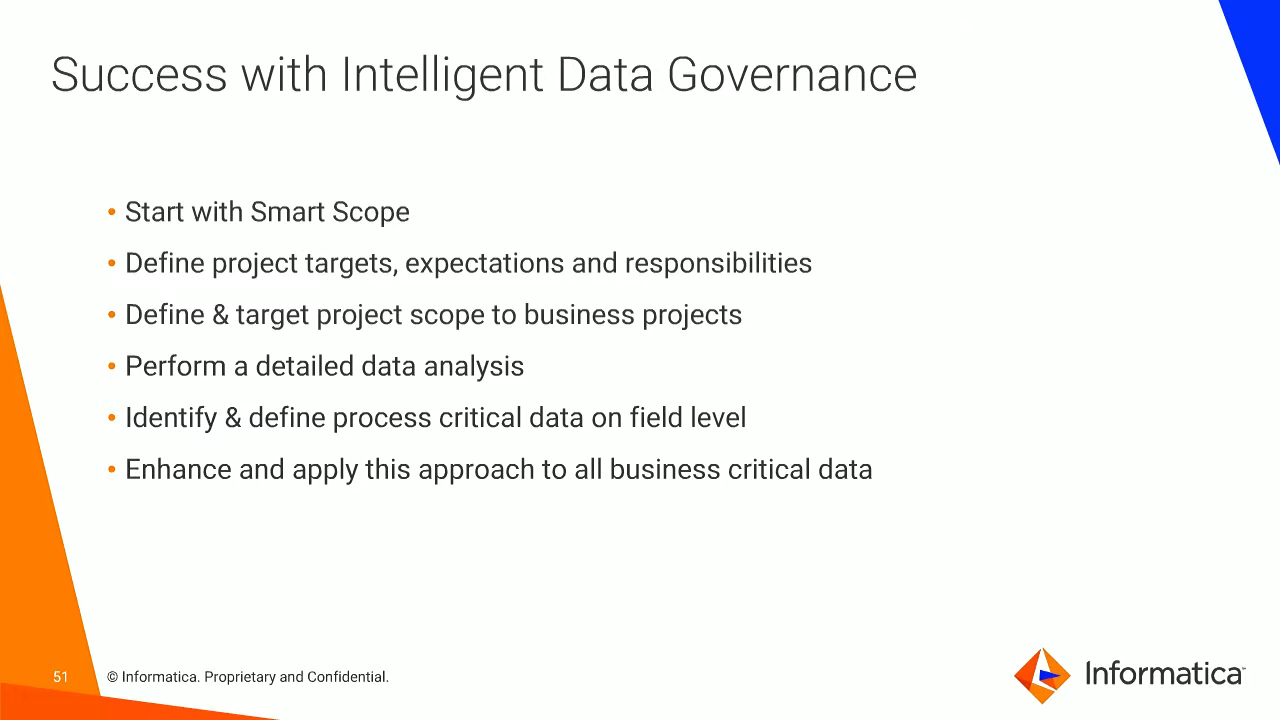 Success with Intelligent Data Governance
• Start with Smart Scope
• Define project targets, expectations and responsibilities
• Define & target project scope to business projects
• Perform a detailed data analysis
• Identify & define process critical data on field level
• Enhance and apply this approach to all business critical data
51 © Informatica. Proprietary and Confidential.
Informatica™